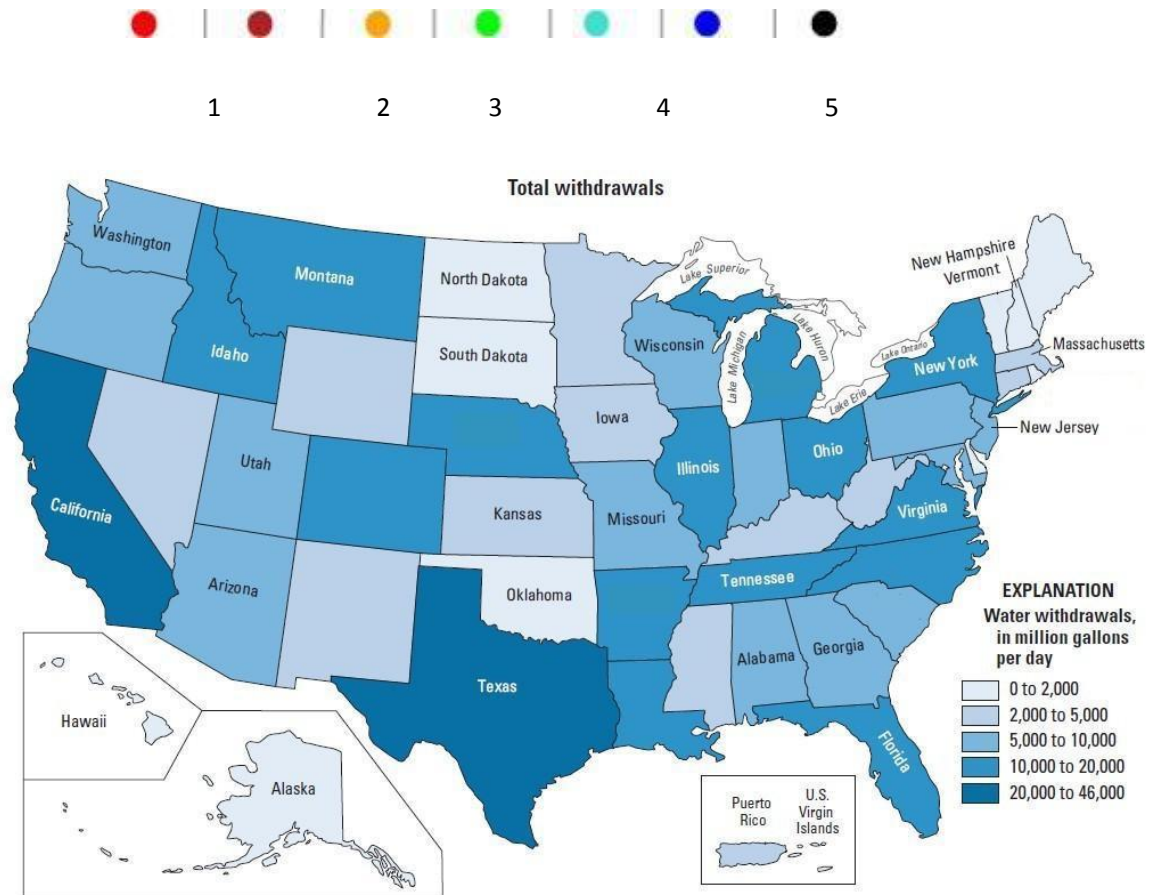 1 2 3 4 5
Total withdrawals
Washington
Montana
North Dakota
Lake Superior
New Hampshire
Vermont
Idaho
South Dakota
Wisconsin
Lake Michigan
Lake Huron
Lake Ontario
Lake Erie
New York
Massachusetts
Iowa
New Jersey
Utah
Illinois
Ohio
California
Kansas
Missouri
Virginia
Arizona
Oklahoma
Tennessee
Texas
Alabama
Georgia
Florida
Hawaii
Alaska
Puerto
Rico
U.S.
Virgin
Islands
EXPLANATION
Water withdrawals,
in million gallons
per day
0 to 2,000
2,000 to 5,000
5,000 to 10,000
10,000 to 20,000
20,000 to 46,000